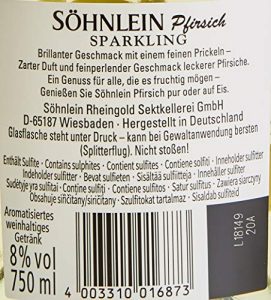 SÖHNLEIN Pfirsich
SPARKLING
Brillanter Geschmack mit einem feinen Prickeln –
Zarter Duft und feinperlender Geschmack leckerer Pfirsiche.
Ein Genuss für alle, die es fruchtig mögen –
Genießen Sie Söhnlein Pfirsich pur oder auf Eis.
Söhnlein Rheingold Sektkellerei GmbH
D-65187 Wiesbaden - Hergestellt in Deutschland
Glasflasche steht unter Druck – kann bei Gewaltanwendung bersten
(Splitterflug). Nicht stoßen!
Enthält Sulfite - Contains sulphites - Contient sulfites - Contiene solfiti - Inneholder sulfitter
Indeholder sulfitter - Bevat sulfieten - Sisältää sulfiitteja - Innehåller sulfiter
Sudėtyje yra sulfitai - Conține sulfiți - Contiene sulfitos - Satur sulfitus - Zawiera siarczyny
Obsahuje siřičitany/siričitany - Szulfitokat tartalmaz - Sisaldab sulfiteid
Aromatisiertes
weinhaltiges
Getränk
8% vol
750 ml
4 003310 016873
L18149
20A